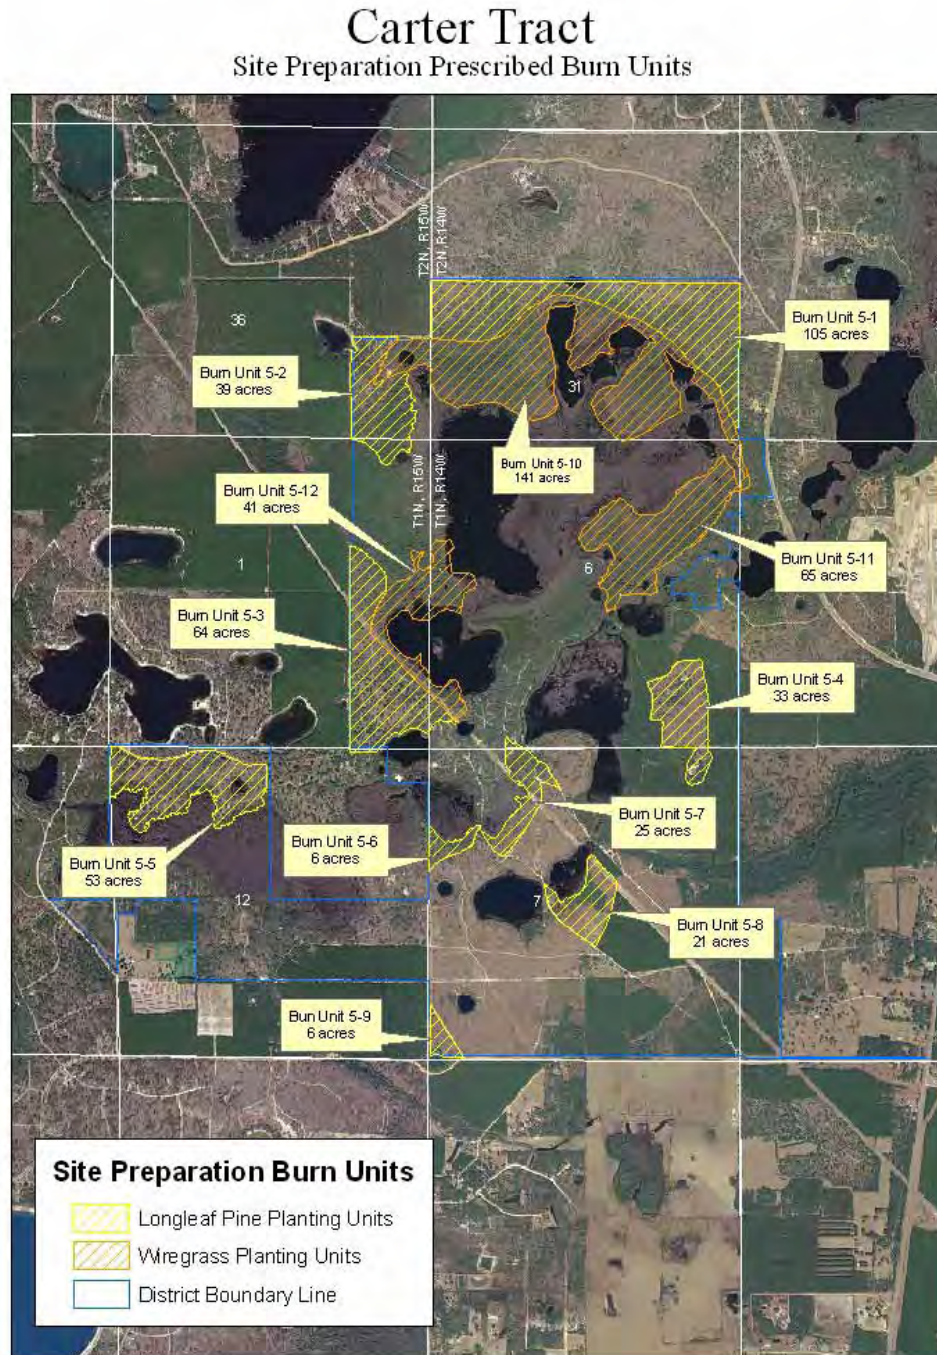 Carter Tract
Site Preparation Prescribed Burn Units
T2N, R15W
T2N, R14W
36
Burn Unit 5-1
105 acres
Burn Unit 5-2
39 acres
31
Burn Unit 5-10
141 acres
Burn Unit 5-12
41 acres
T1N, R15W
T1N, R14W
1
6
Burn Unit 5-11
65 acres
Burn Unit 5-3
64 acres
Burn Unit 5-4
33 acres
Burn Unit 5-7
25 acres
Burn Unit 5-6
6 acres
Burn Unit 5-5
53 acres
12
7
Burn Unit 5-8
21 acres
Burn Unit 5-9
6 acres
Site Preparation Burn Units
Longleaf Pine Planting Units
Wiregrass Planting Units
District Boundary Line